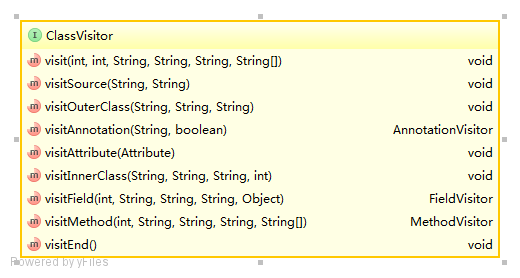 I ClassVisitor
m visit(int, int, String, String, String, String[]) void
m visitSource(String, String) void
m visitOuterClass(String, String, String) void
m visitAnnotation(String, boolean) AnnotationVisitor
m visitAttribute(Attribute) void
m visitInnerClass(String, String, String, int) void
m visitField(int, String, String, String, Object) FieldVisitor
m visitMethod(int, String, String, String, String[]) MethodVisitor
m visitEnd() void
Powered by yFiles